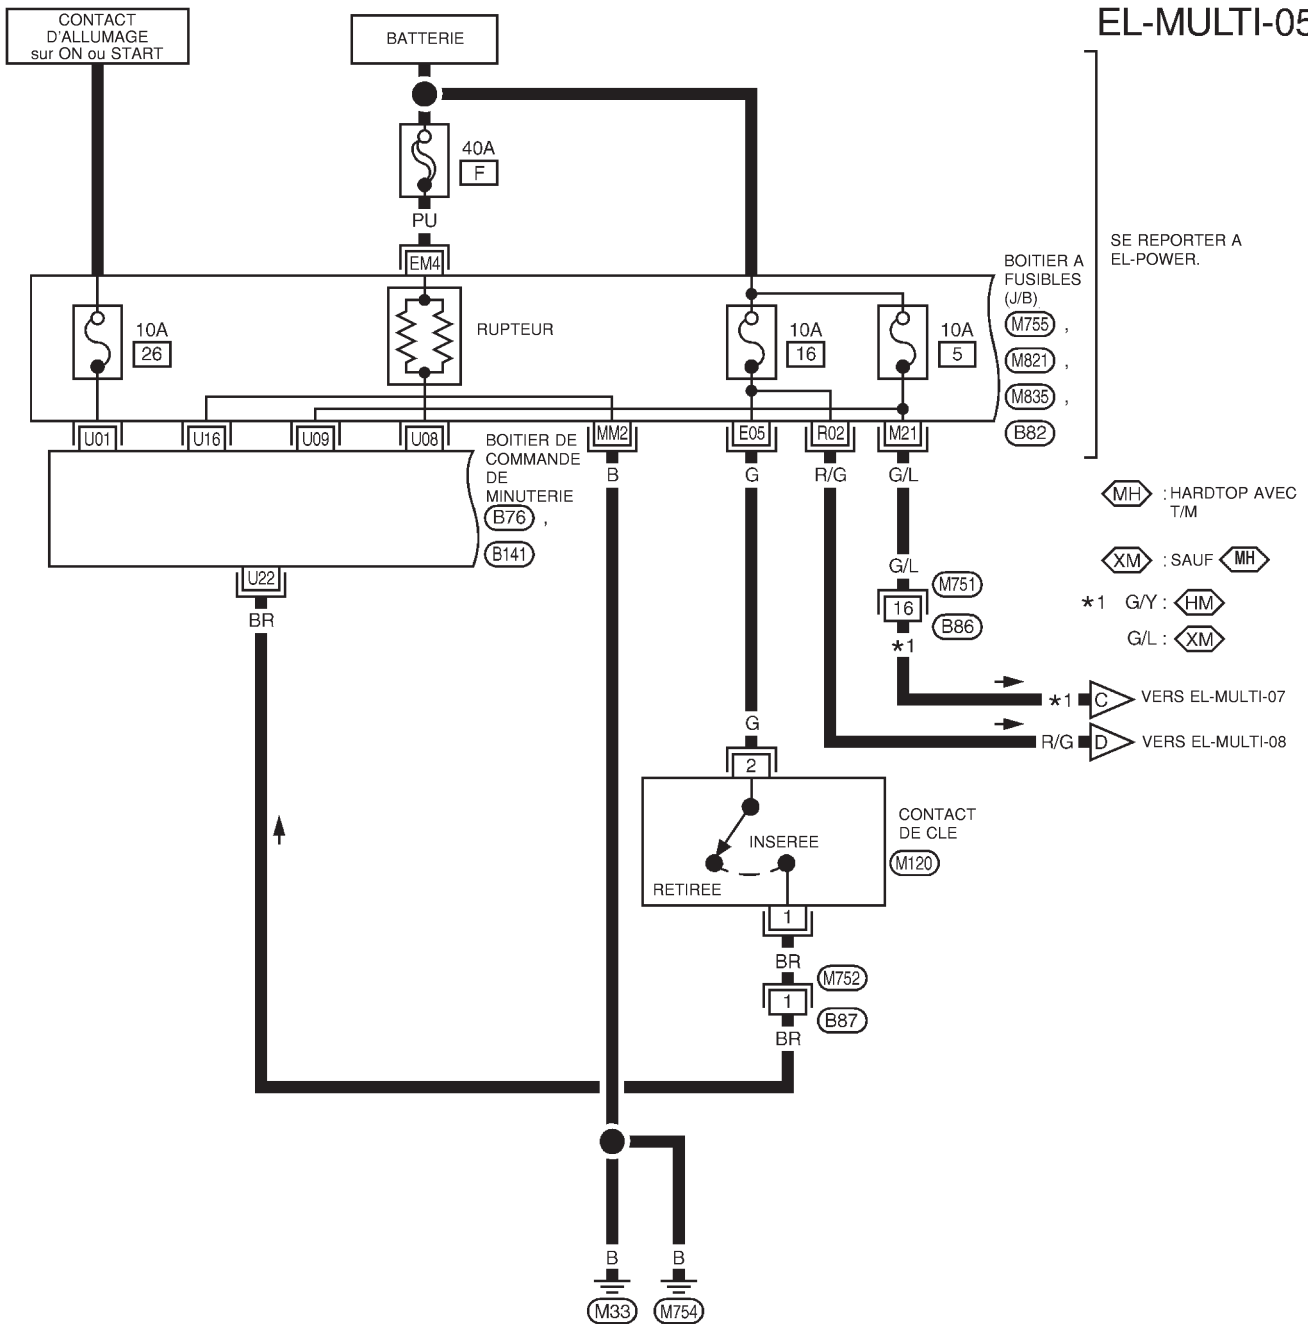 EL-MULTI-05
CONTACT
D'ALLUMAGE
sur ON ou START
BATTERIE
40A
F
PU
EM4
SE REPORTER A
EL-POWER.
BOITIER A
FUSIBLES
(J/B)
M755 ,
M821 ,
M835 ,
B82
10A
26
RUPTEUR
10A
16
10A
5
U01
U16
U09
U08
MM2
E05
R02
M21
BOITIER DE
COMMANDE
DE
MINUTERIE
B76 ,
B141
B
G
R/G
G/L
MH : HARDTOP AVEC
T/M
XM : SAUF MH
*1 G/Y : HM
G/L : XM
U22
BR
G/L
M751
16
B86
*1
*1
C
VERS EL-MULTI-07
R/G
D
VERS EL-MULTI-08
G
2
CONTACT
DE CLE
M120
INSEREE
RETIREE
1
BR
M752
1
B87
BR
B
B
M33
M754